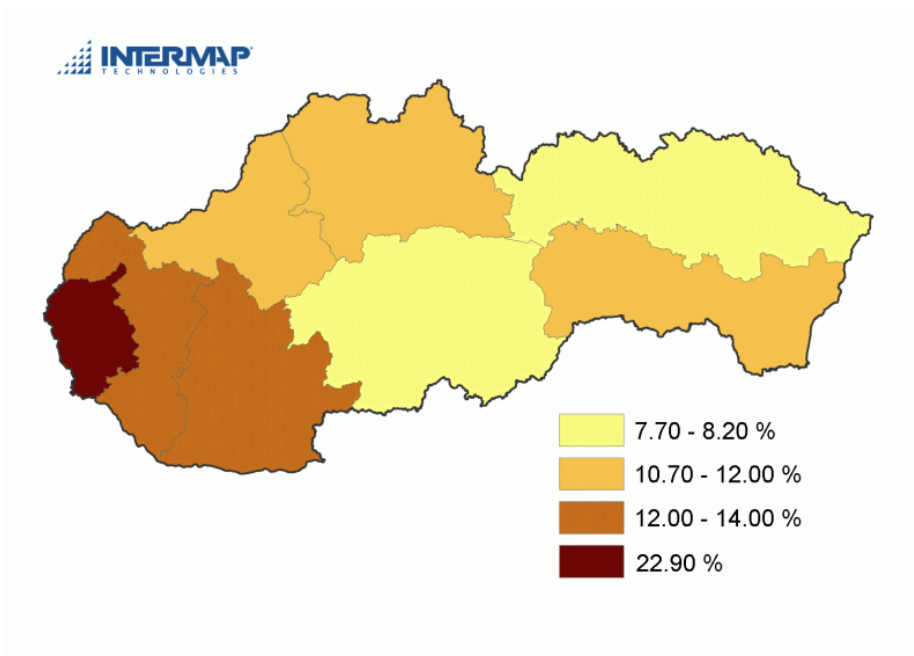 INTERMAP
TECHNOLOGIES
7.70 - 8.20 %
10.70 - 12.00 %
12.00 - 14.00 %
22.90 %